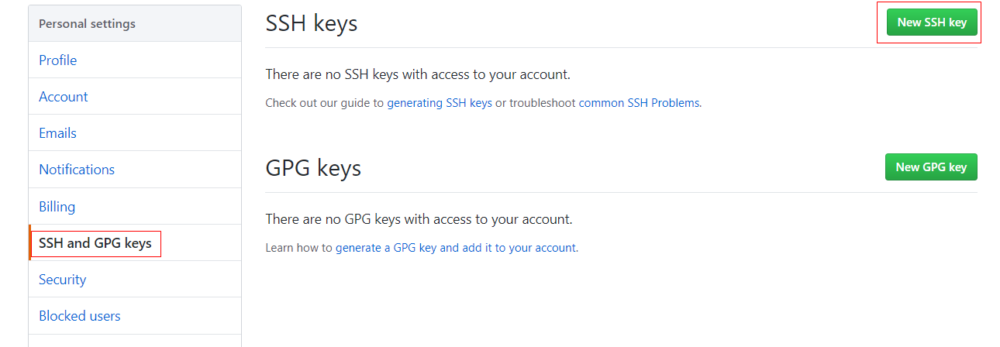 Personal settings
Profile
Account
Emails
Notifications
Billing
SSH and GPG keys
Security
Blocked users
SSH keys
New SSH key
There are no SSH keys with access to your account.
Check out our guide to generating SSH keys or troubleshoot common SSH Problems.
GPG keys
New GPG key
There are no GPG keys with access to your account.
Learn how to generate a GPG key and add it to your account.